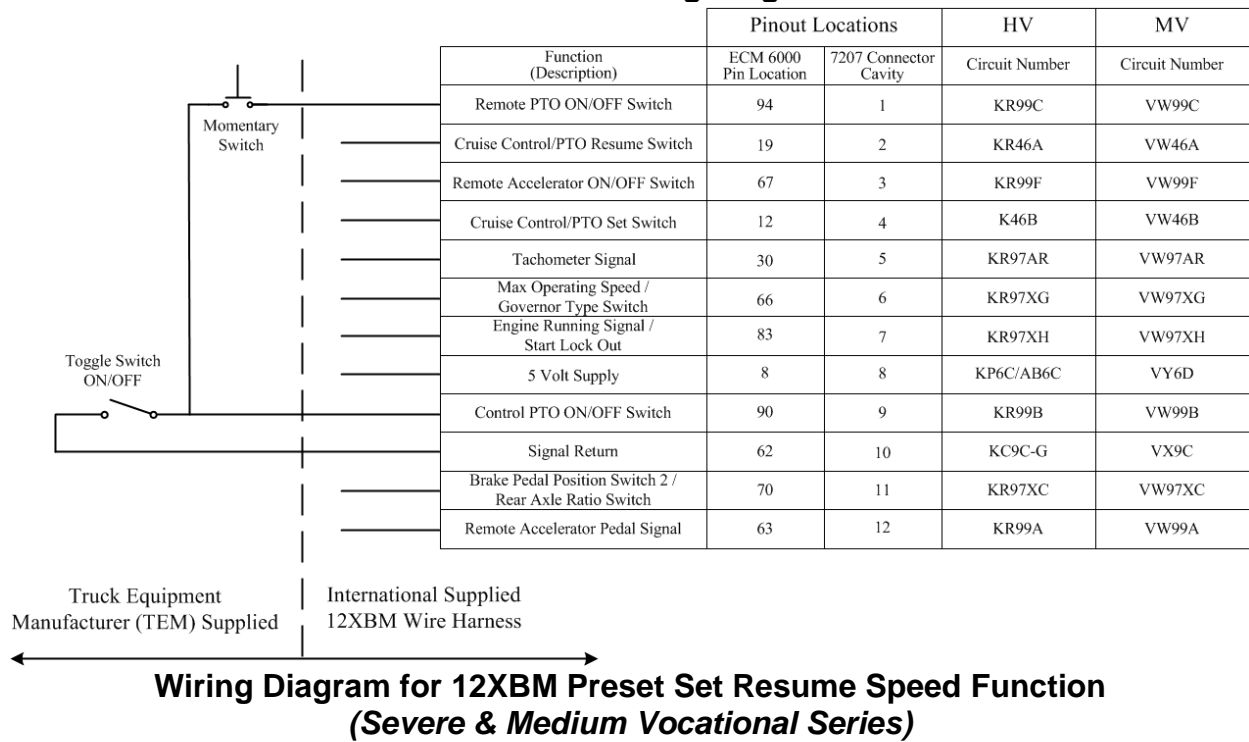 Pinout Locations HV MV
Function
(Description)
ECM 6000
Pin Location
7207 Connector
Cavity
Circuit Number Circuit Number
Remote PTO ON/OFF Switch 94 1 KR99C VW99C
Momentary
Switch
Cruise Control/PTO Resume Switch 19 2 KR46A VW46A
Remote Accelerator ON/OFF Switch 67 3 KR99F VW99F
Cruise Control/PTO Set Switch 12 4 K46B VW46B
Tachometer Signal 30 5 KR97AR VW97AR
Max Operating Speed /
Governor Type Switch
66 6 KR97XG VW97XG
Engine Running Signal /
Start Lock Out
83 7 KR97XH VW97XH
Toggle Switch
ON/OFF
5 Volt Supply 8 8 KP6C/AB6C VY6D
Control PTO ON/OFF Switch 90 9 KR99B VW99B
Signal Return 62 10 KC9C-G VX9C
Brake Pedal Position Switch 2 /
Rear Axle Ratio Switch
70 11 KR97XC VW97XC
Remote Accelerator Pedal Signal 63 12 KR99A VW99A
Truck Equipment
Manufacturer (TEM) Supplied
International Supplied
12XBM Wire Harness
Wiring Diagram for 12XBM Preset Set Resume Speed Function
(Severe & Medium Vocational Series)